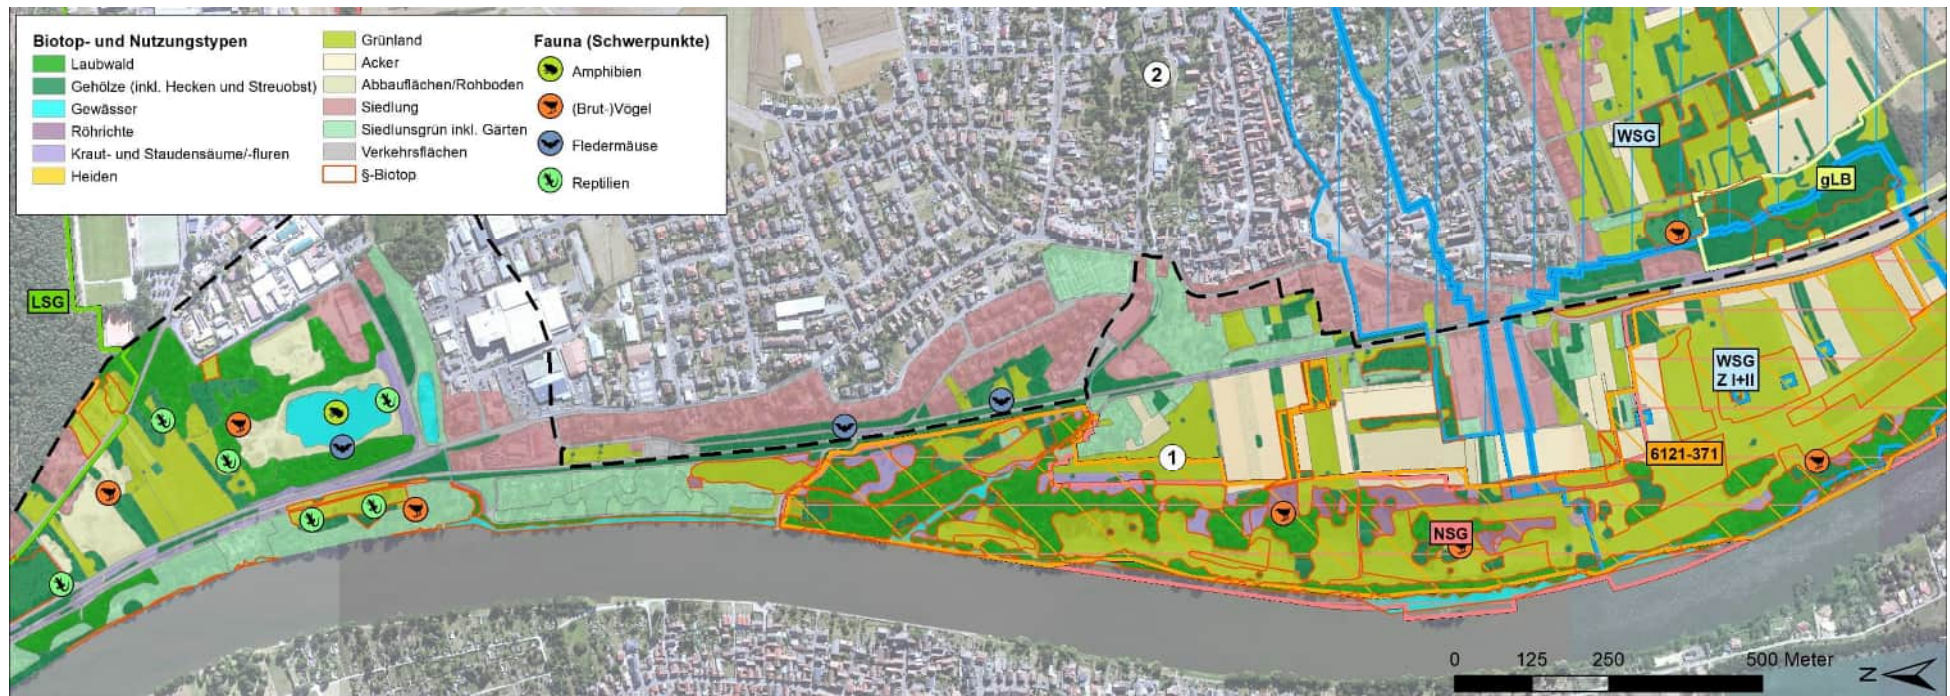 Biotop- und Nutzungstypen
Laubwald
Gehölze (inkl. Hecken und Streuobst)
Gewässer
Röhrichte
Kraut- und Staudensäume/-fluren
Heiden
Grünland
Acker
Abbauflächen/Rohboden
Siedlung
Siedlunsgrün inkl. Gärten
Verkehrsflächen
§-Biotop
Fauna (Schwerpunkte)
Amphibien
(Brut-)Vögel
Fledermäuse
Reptilien
2
WSG
gLB
LSG
WSG
Z I+II
6121-371
1
NSG
0 125 250 500 Meter
N